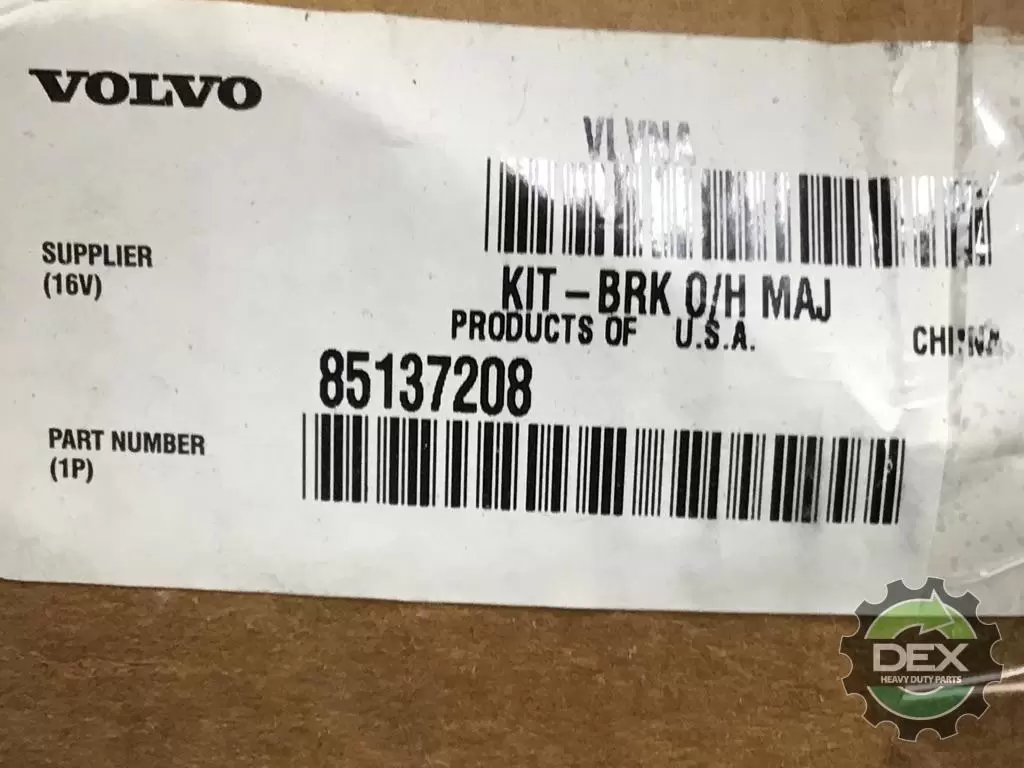 VOLVO
VLVNA
SUPPLIER
(16V)
KIT-BRK O/H MAJ
PRODUCTS OF U.S.A. CHINA
85137208
PART NUMBER
(1P)
DEX
HEAVY DUTY PARTS